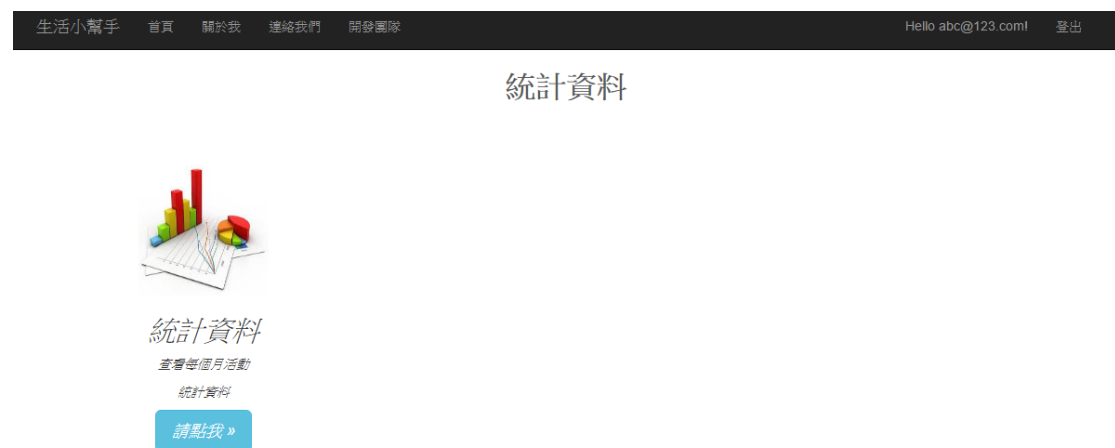 生活小幫手 首頁 關於我 連絡我們 開發團隊 Hello abc@123.com! 登出
統計資料
統計資料
查看每個月活動
統計資料
請點我 »